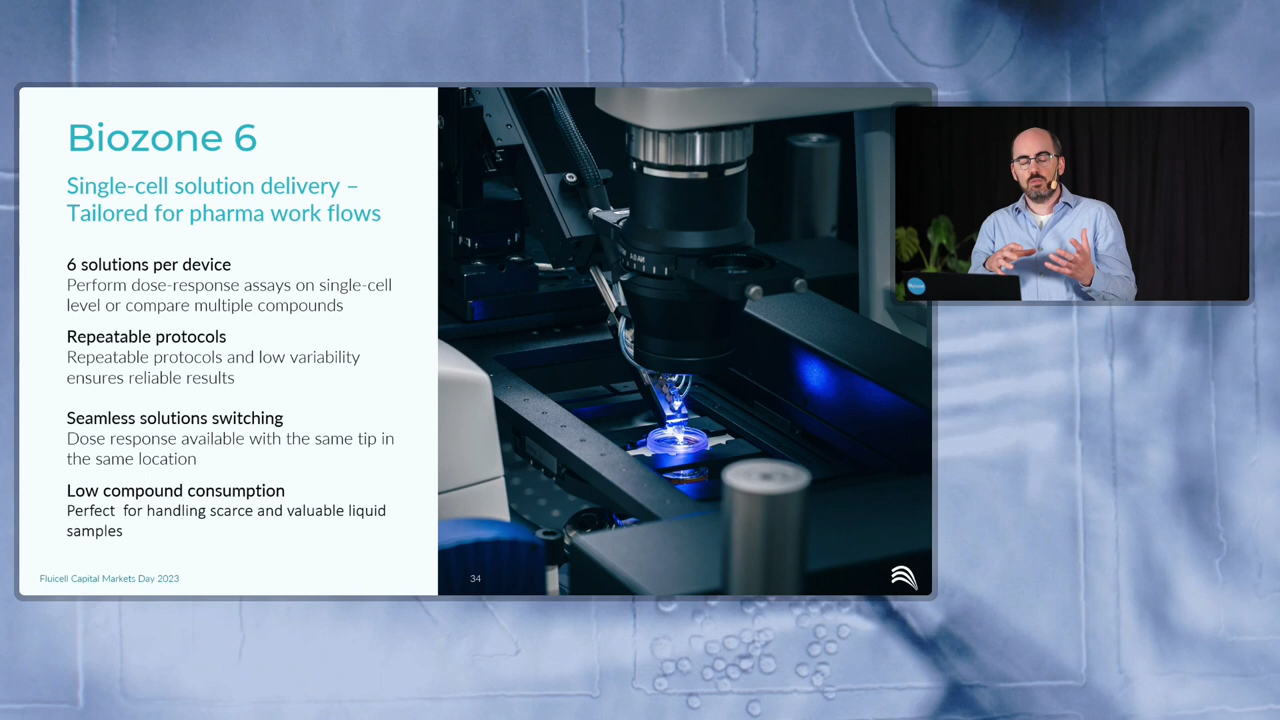 Biozone 6
Single-cell solution delivery –
Tailored for pharma work flows
6 solutions per device
Perform dose-response assays on single-cell
level or compare multiple compounds
Repeatable protocols
Repeatable protocols and low variability
ensures reliable results
Seamless solutions switching
Dose response available with the same tip in
the same location
Low compound consumption
Perfect  for handling scarce and valuable liquid
samples
Fluicell Capital Markets Day 2023
34